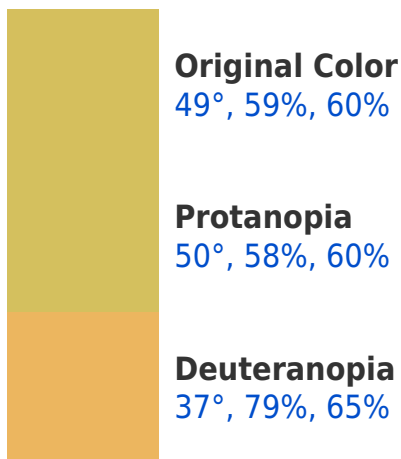 Original Color
49°, 59%, 60%
Protanopia
50°, 58%, 60%
Deuteranopia
37°, 79%, 65%